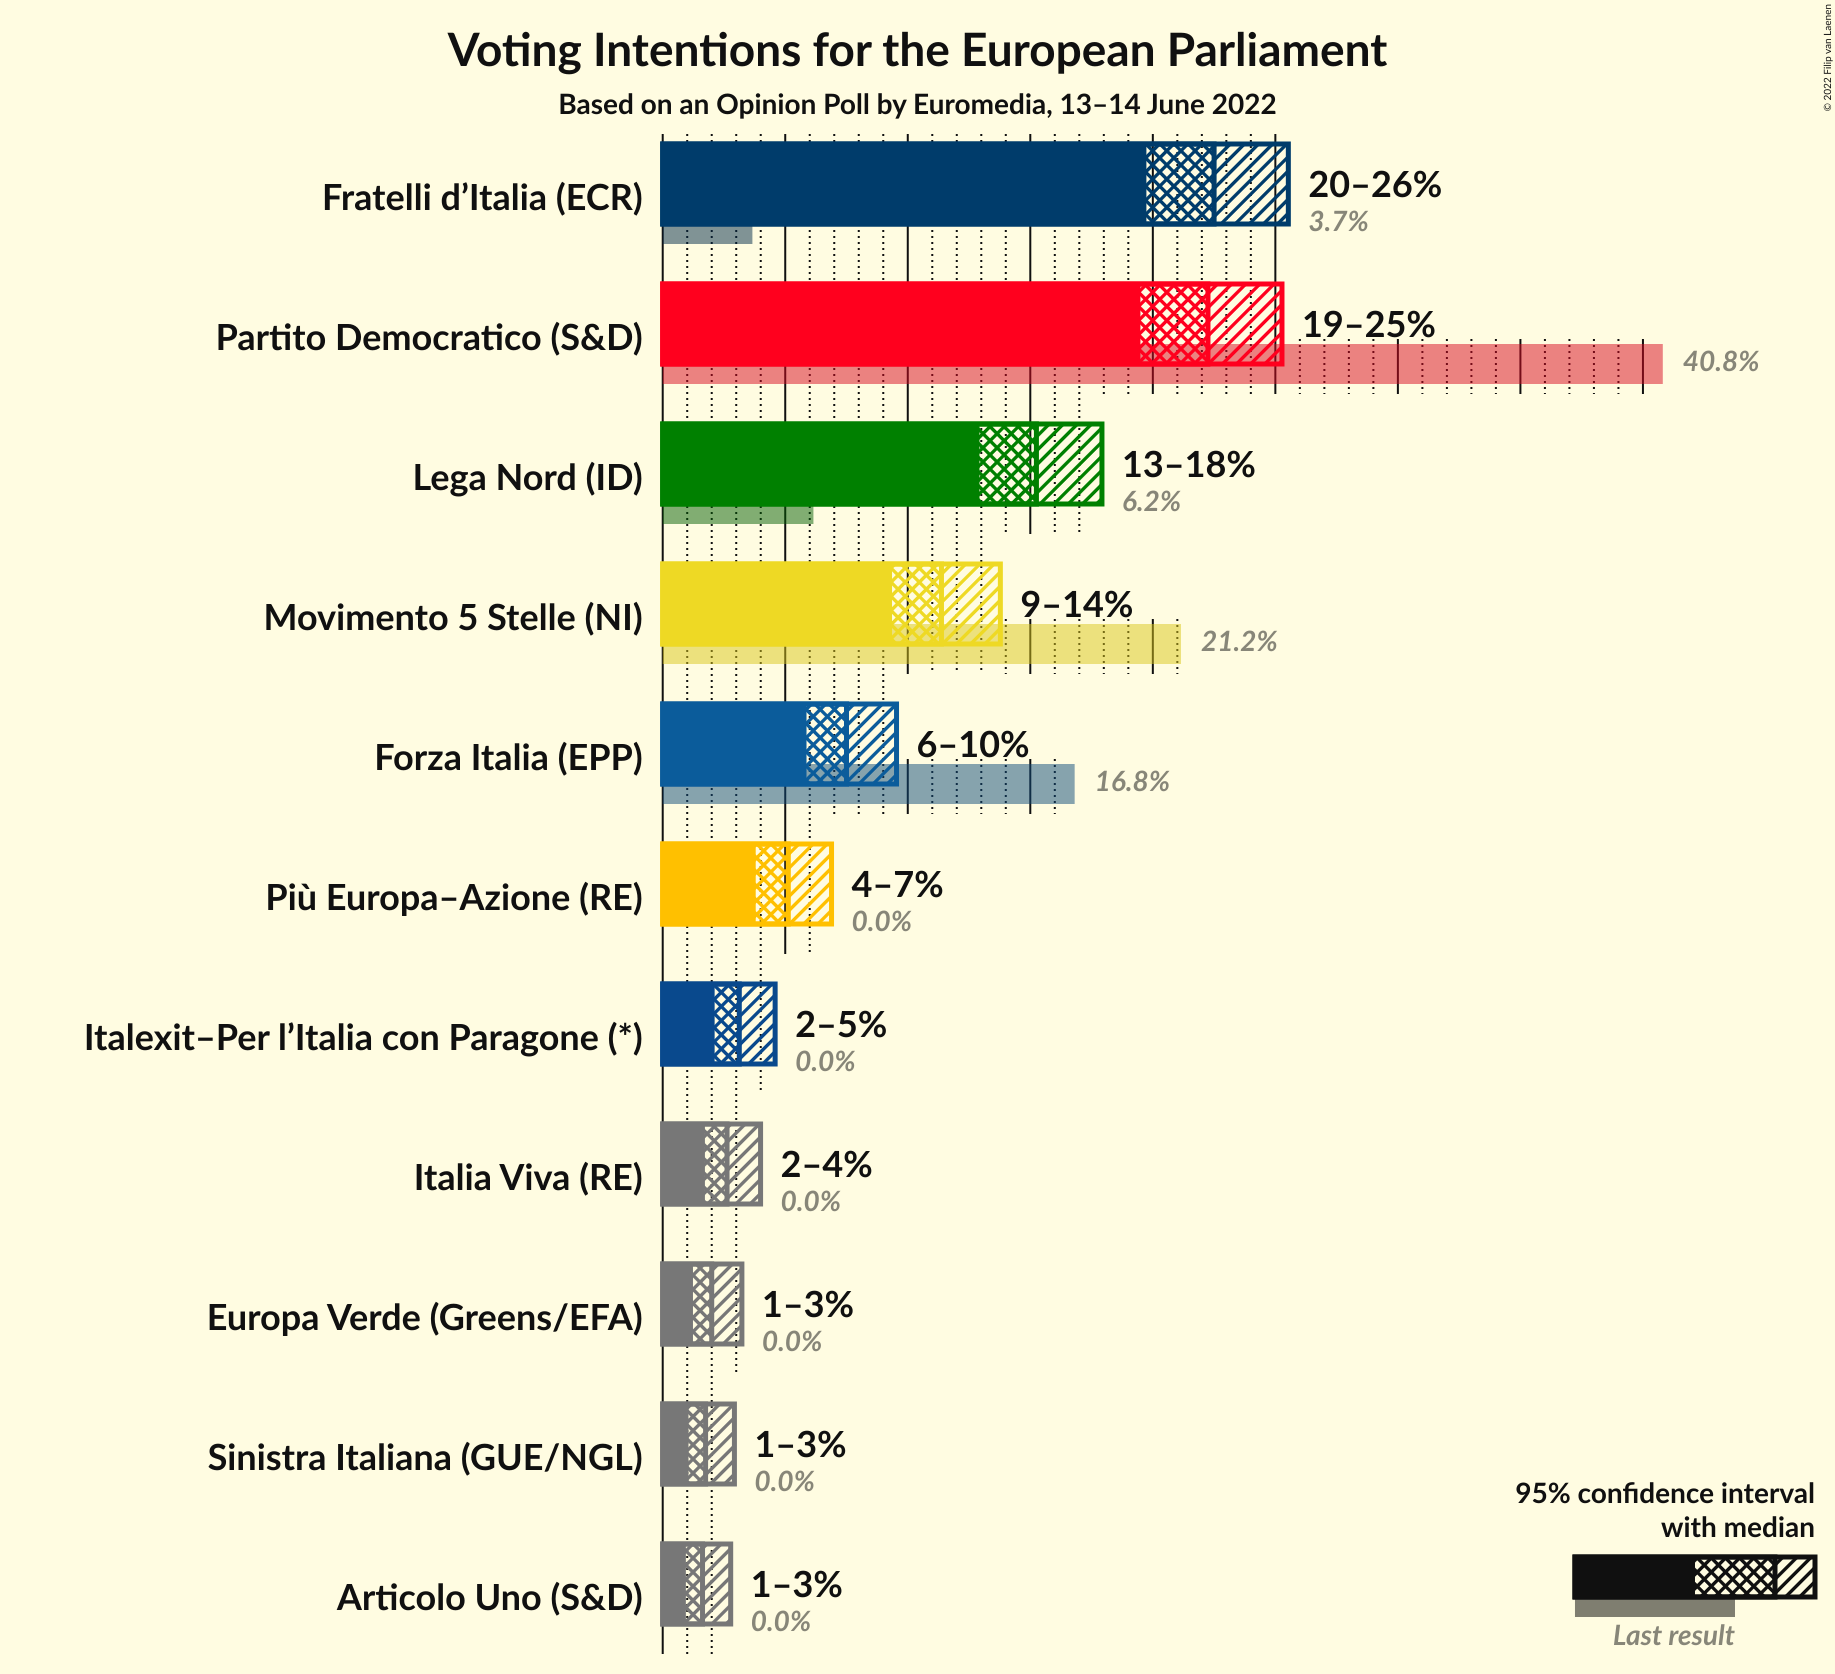 Voting Intentions for the European Parliament
Based on an Opinion Poll by Euromedia, 13–14 June 2022
© 2022 Filip van Laenen
Fratelli d’Italia (ECR)
20–26%
3.7%
Partito Democratico (S&D)
19–25%
40.8%
Lega Nord (ID)
13–18%
6.2%
Movimento 5 Stelle (NI)
9–14%
21.2%
Forza Italia (EPP)
6–10%
16.8%
Più Europa–Azione (RE)
4–7%
0.0%
Italexit–Per l’Italia con Paragone (*)
2–5%
0.0%
Italia Viva (RE)
2–4%
0.0%
Europa Verde (Greens/EFA)
1–3%
0.0%
Sinistra Italiana (GUE/NGL)
1–3%
0.0%
Articolo Uno (S&D)
1–3%
0.0%
95% confidence interval
with median
Last result